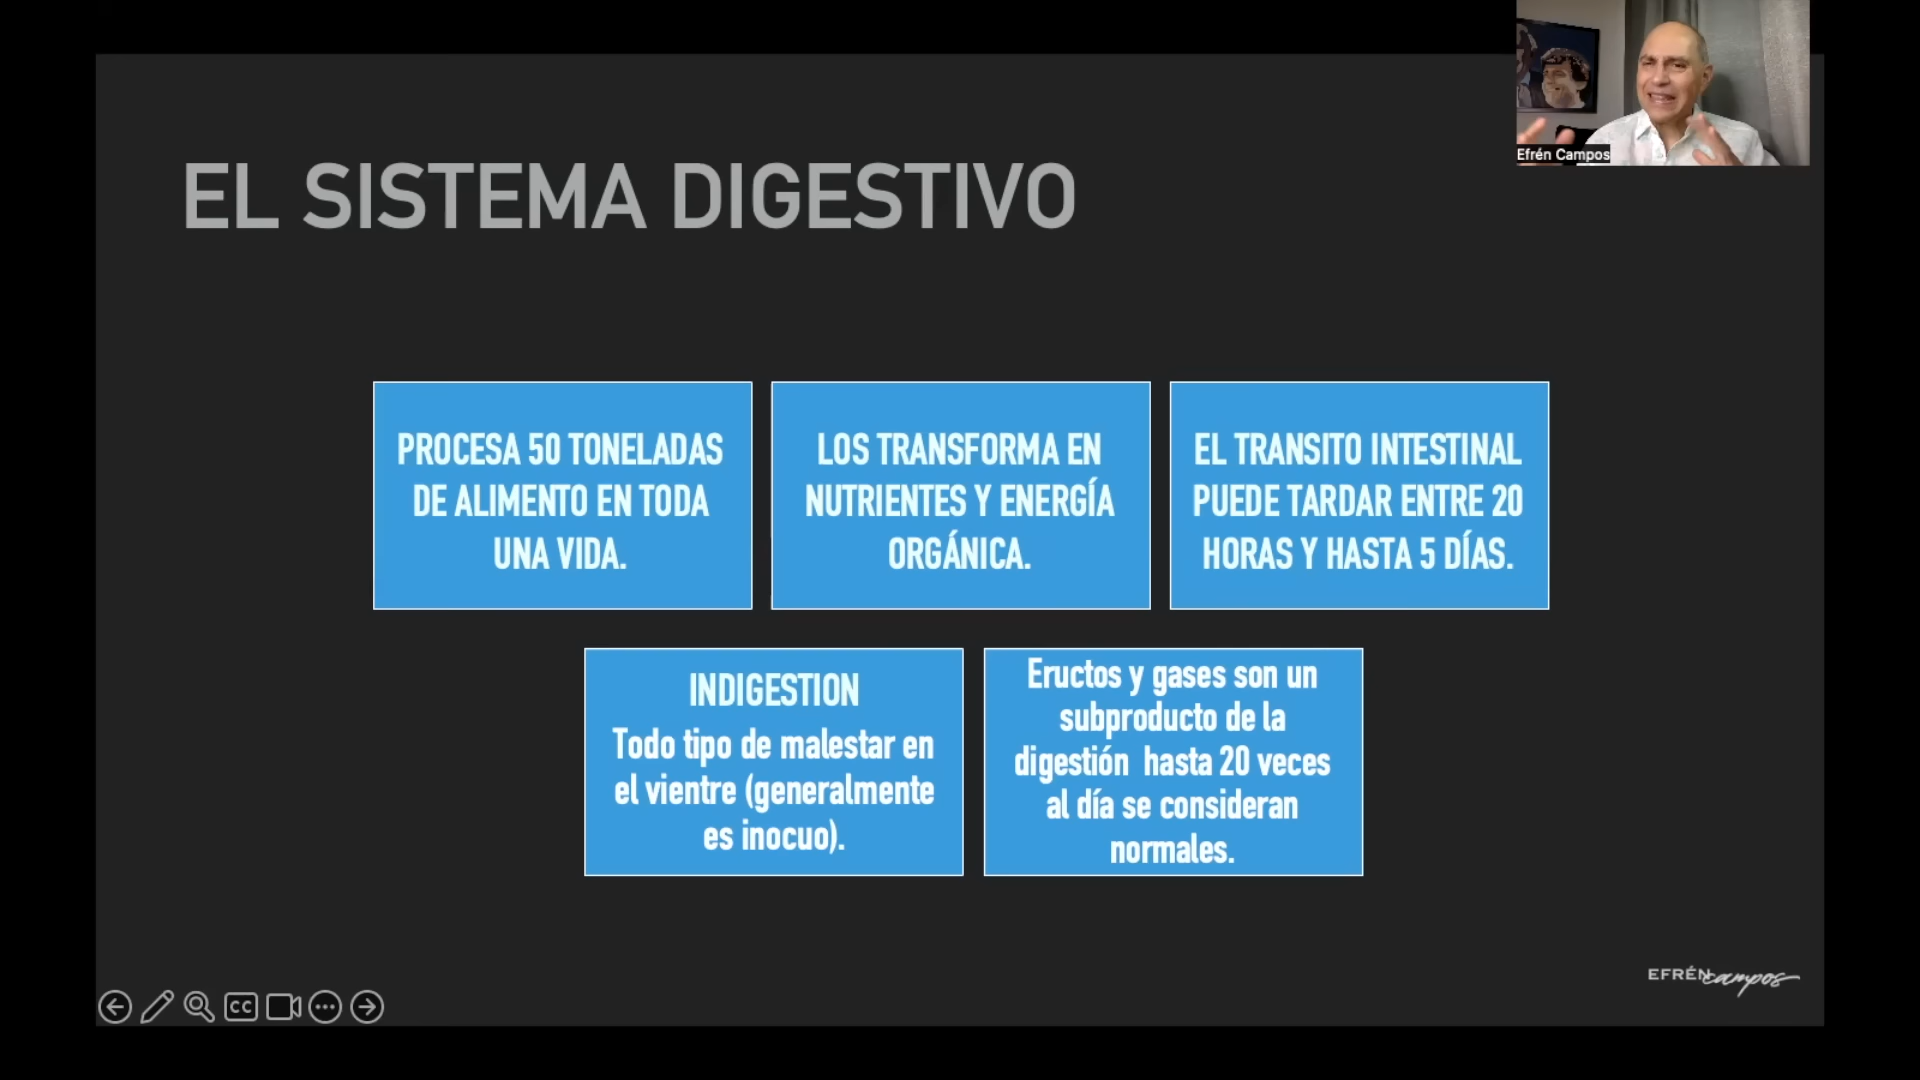 Efrén Campos
EL SISTEMA DIGESTIVO
PROCESA 50 TONELADAS
DE ALIMENTO EN TODA
UNA VIDA.
LOS TRANSFORMA EN
NUTRIENTES Y ENERGÍA
ORGÁNICA.
EL TRANSITO INTESTINAL
PUEDE TARDAR ENTRE 20
HORAS Y HASTA 5 DÍAS.
INDIGESTION
Todo tipo de malestar en
el vientre (generalmente
es inocuo).
Eructos y gases son un
subproducto de la
digestión hasta 20 veces
al día se consideran
normales.
EFRÉN campos
CC